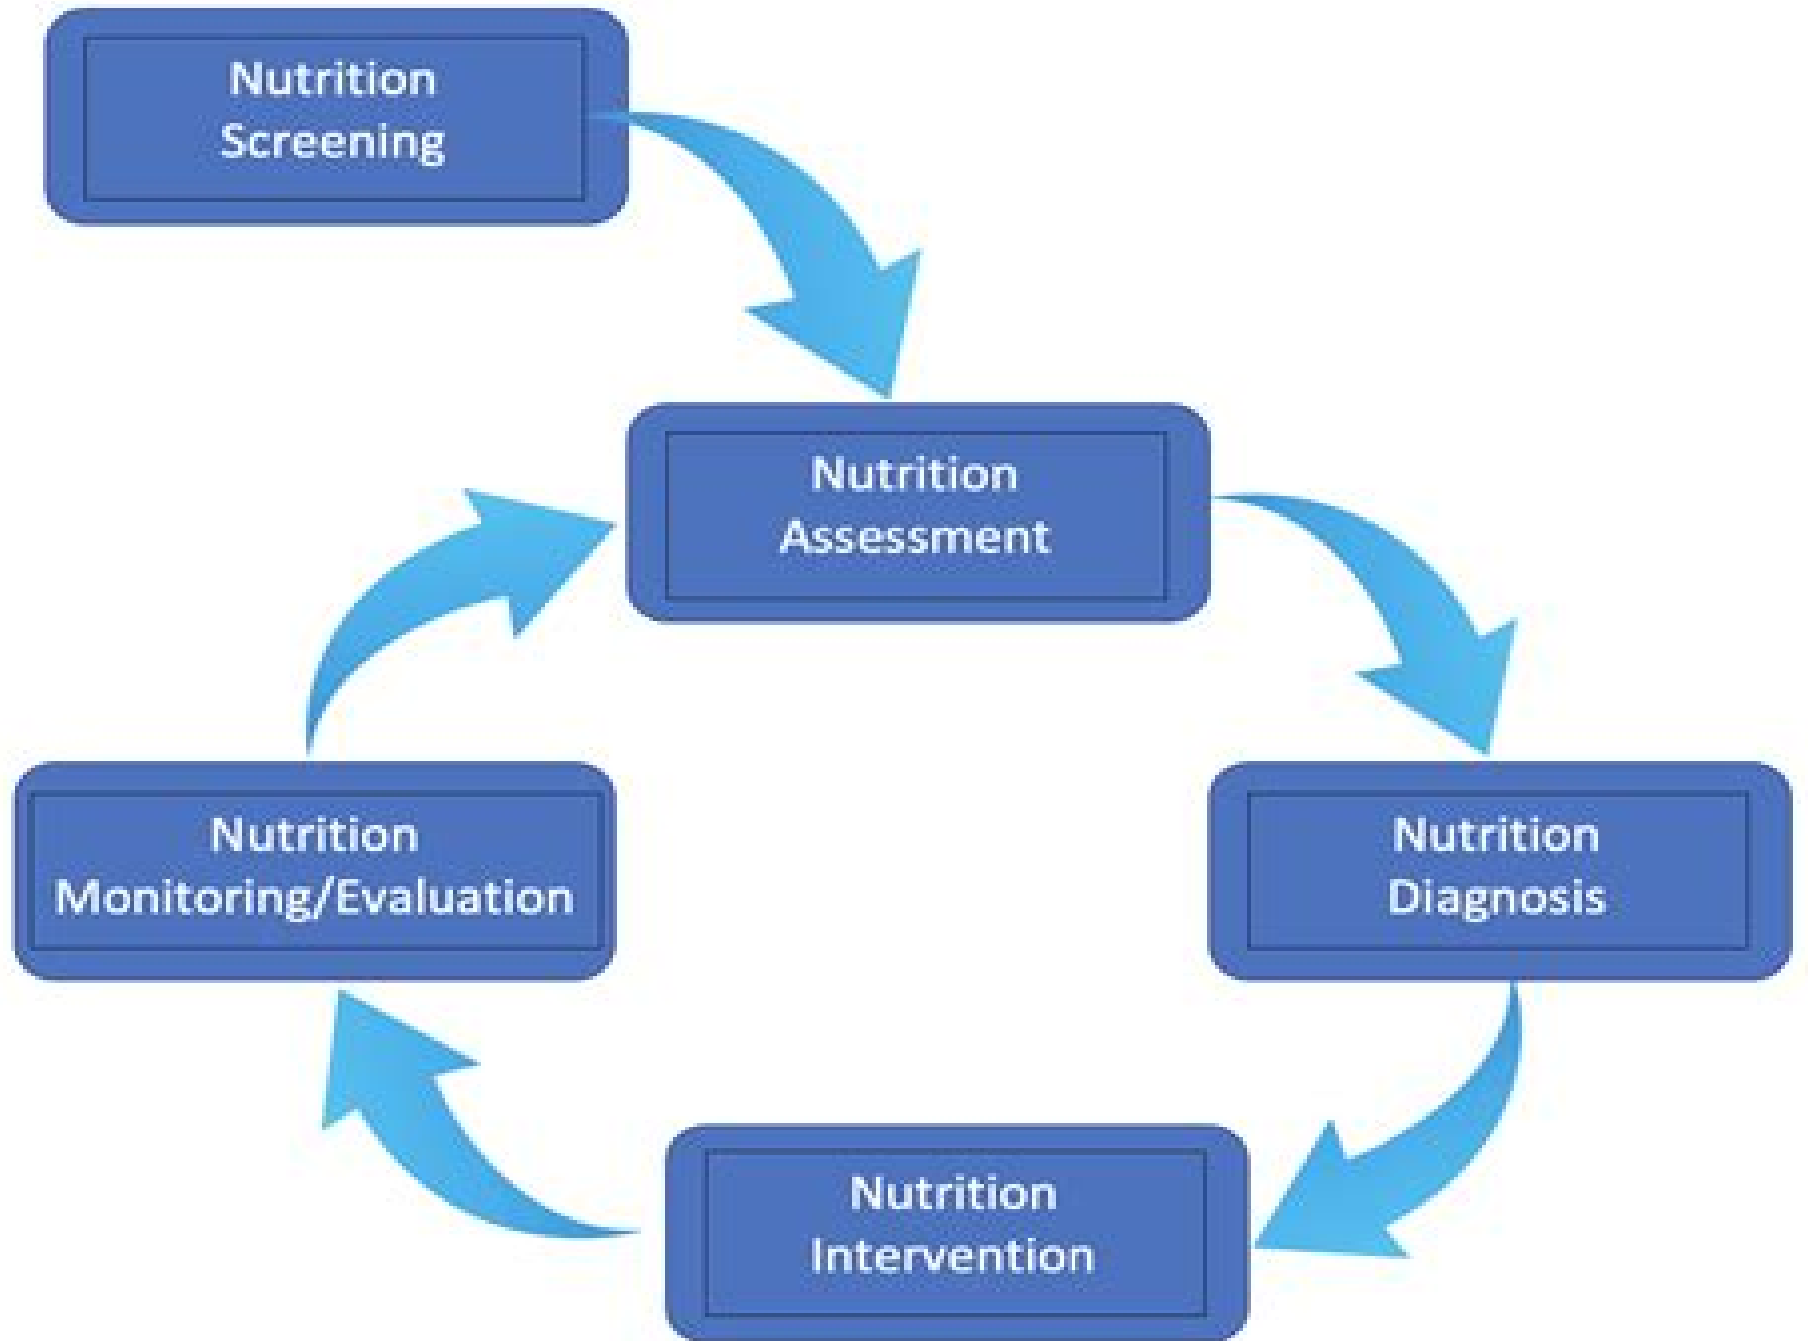 Nutrition
Screening
Nutrition
Assessment
Nutrition
Diagnosis
Nutrition
Intervention
Nutrition
Monitoring/Evaluation